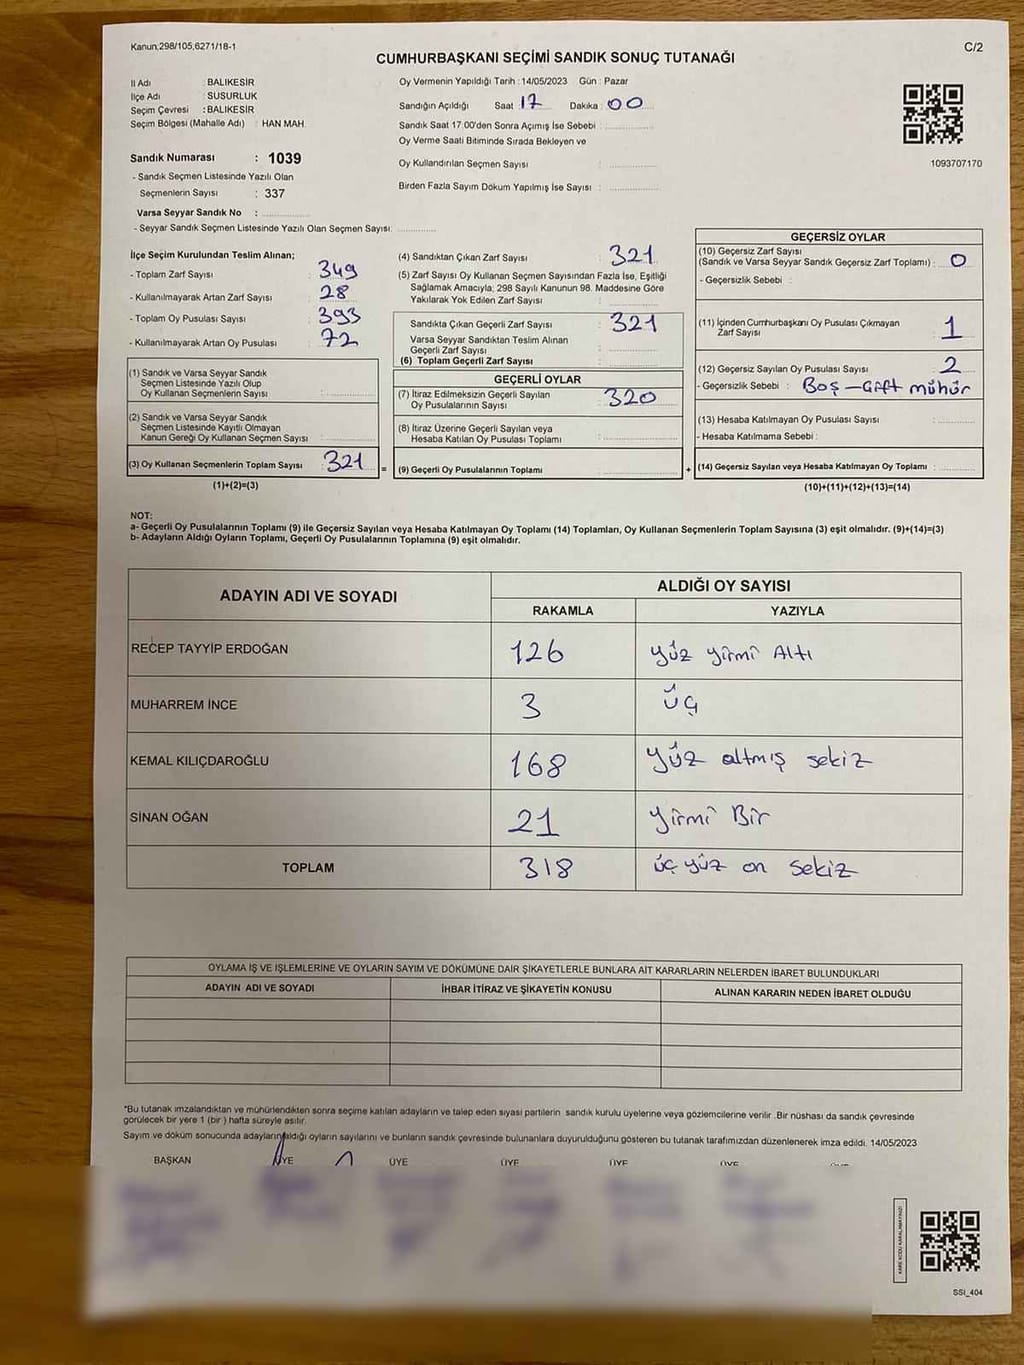 Kanun,298/105,6271/18-1
C/2
CUMHURBAŞKANI SEÇİMİ SANDIK SONUÇ TUTANAĞI
İl Adı : BALIKESİR
İlçe Adı : SUSURLUK
Seçim Çevresi : BALIKESİR
Seçim Bölgesi (Mahalle Adı) : HAN MAH.
Sandık Numarası : 1039
- Sandık Seçmen Listesinde Yazılı Olan
Seçmenlerin Sayısı : 337
Varsa Seyyar Sandık No :
- Seyyar Sandık Seçmen Listesinde Yazılı Olan Seçmen Sayısı:
Oy Vermenin Yapıldığı Tarih : 14/05/2023 Gün : Pazar
Sandığın Açıldığı Saat 17 Dakika 00
Sandık Saat 17:00'den Sonra Açımış İse Sebebi :
Oy Verme Saati Bitiminde Sırada Bekleyen ve
Oy Kullandırılan Seçmen Sayısı :
Birden Fazla Sayım Döküm Yapılmış İse Sayısı :
1093707170
İlçe Seçim Kurulundan Teslim Alınan;
- Toplam Zarf Sayısı : 349
- Kullanılmayarak Artan Zarf Sayısı : 28
- Toplam Oy Pusulası Sayısı : 393
- Kullanılmayarak Artan Oy Pusulası : 72
(1) Sandık ve Varsa Seyyar Sandık
Seçmen Listesinde Yazılı Olup
Oy Kullanan Seçmenlerin Sayısı :
(2) Sandık ve Varsa Seyyar Sandık
Seçmen Listesinde Kayıtlı Olmayan
Kanun Gereği Oy Kullanan Seçmen Sayısı :
(3) Oy Kullanan Seçmenlerin Toplam Sayısı 321 =
(1)+(2)=(3)
(4) Sandıktan Çıkan Zarf Sayısı : 321
(5) Zarf Sayısı Oy Kullanan Seçmen Sayısından Fazla İse, Eşitliği
Sağlamak Amacıyla; 298 Sayılı Kanunun 98. Maddesine Göre
Yakılarak Yok Edilen Zarf Sayısı :
Sandıkta Çıkan Geçerli Zarf Sayısı : 321
Varsa Seyyar Sandıktan Teslim Alınan
Geçerli Zarf Sayısı :
(6) Toplam Geçerli Zarf Sayısı :
GEÇERLİ OYLAR
(7) İtiraz Edilmeksizin Geçerli Sayılan
Oy Pusulalarının Sayısı : 320
(8) İtiraz Üzerine Geçerli Sayılan veya
Hesaba Katılan Oy Pusulası Toplamı :
(9) Geçerli Oy Pusulalarının Toplamı : +
GEÇERSİZ OYLAR
(10) Geçersiz Zarf Sayısı
(Sandık ve Varsa Seyyar Sandık Geçersiz Zarf Toplamı) : 0
- Geçersizlik Sebebi :
(11) İçinden Cumhurbaşkanı Oy Pusulası Çıkmayan
Zarf Sayısı : 1
(12) Geçersiz Sayılan Oy Pusulası Sayısı : 2
- Geçersizlik Sebebi : Boş - Çift mühür
(13) Hesaba Katılmayan Oy Pusulası Sayısı :
- Hesaba Katılmama Sebebi :
(14) Geçersiz Sayılan veya Hesaba Katılmayan Oy Toplamı :
(10)+(11)+(12)+(13)=(14)
NOT:
a- Geçerli Oy Pusulalarının Toplamı (9) ile Geçersiz Sayılan veya Hesaba Katılmayan Oy Toplamı (14) Toplamları, Oy Kullanan Seçmenlerin Toplam Sayısına (3) eşit olmalıdır. (9)+(14)=(3)
b- Adayların Aldığı Oyların Toplamı, Geçerli Oy Pusulalarının Toplamına (9) eşit olmalıdır.
ADAYIN ADI VE SOYADI
ALDIĞI OY SAYISI
RAKAMLA YAZIYLA
RECEP TAYYİP ERDOĞAN 126 yüz yirmi Altı
MUHARREM İNCE 3 üç
KEMAL KILIÇDAROĞLU 168 yüz altmış sekiz
SİNAN OĞAN 21 yirmi Bir
TOPLAM 318 üç yüz on sekiz
OYLAMA İŞ VE İŞLEMLERİNE VE OYLARIN SAYIM VE DÖKÜMÜNE DAİR ŞİKAYETLERLE BUNLARA AİT KARARLARIN NELERDEN İBARET BULUNDUKLARI
ADAYIN ADI VE SOYADI İHBAR İTİRAZ VE ŞİKAYETİN KONUSU ALINAN KARARIN NEDEN İBARET OLDUĞU
*Bu tutanak imzalandıktan ve mühürlendikten sonra seçime katılan adayların ve talep eden siyasi partilerin sandık kurulu üyelerine veya gözlemcilerine verilir .Bir nüshası da sandık çevresinde
görülecek bir yere 1 (bir ) hafta süreyle asılır.
Sayım ve döküm sonucunda adayların aldığı oyların sayılarını ve bunların sandık çevresinde bulunanlara duyurulduğunu gösteren bu tutanak tarafımızdan düzenlenerek imza edildi. 14/05/2023
BAŞKAN ÜYE ÜYE ÜYE ÜYE ÜYE
KARE KODU KARALAMAYINIZ!
SSİ_404